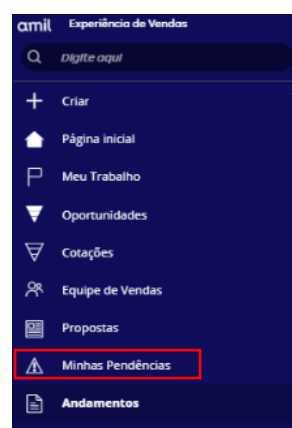 amil Experiência de Vendas
Digite aqui
Criar
Página inicial
Meu Trabalho
Oportunidades
Cotações
Equipe de Vendas
Propostas
Minhas Pendências
Andamentos